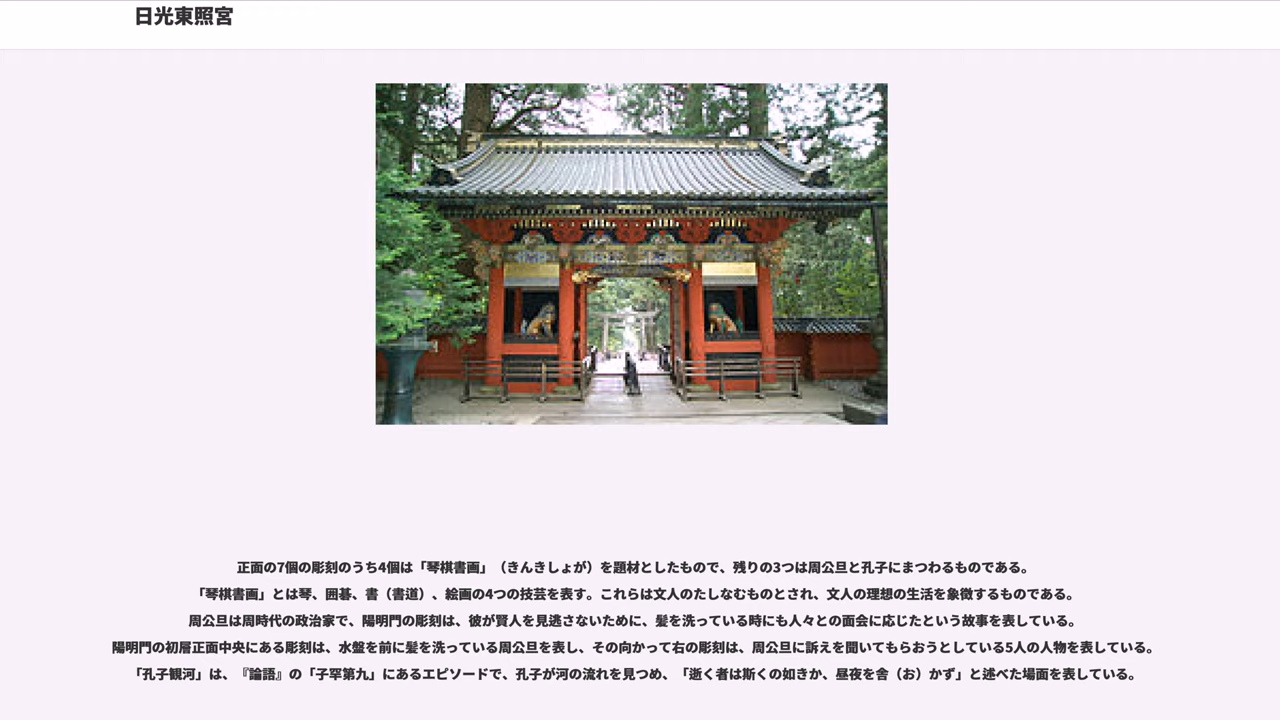 日光東照宮
正面の7個の彫刻のうち4個は「琴棋書画」（きんきしょが）を題材としたもので、残りの3つは周公旦と孔子にまつわるものである。
「琴棋書画」とは琴、囲碁、書（書道）、絵画の4つの技芸を表す。これらは文人のたしなむものとされ、文人の理想の生活を象徴するものである。
周公旦は周時代の政治家で、陽明門の彫刻は、彼が賢人を見逃さないために、髪を洗っている時にも人々との面会に応じたという故事を表している。
陽明門の初層正面中央にある彫刻は、水盤を前に髪を洗っている周公旦を表し、その向かって右の彫刻は、周公旦に訴えを聞いてもらおうとしている5人の人物を表している。
「孔子観河」は、『論語』の「子罕第九」にあるエピソードで、孔子が河の流れを見つめ、「逝く者は斯くの如きか、昼夜を舎（お）かず」と述べた場面を表している。